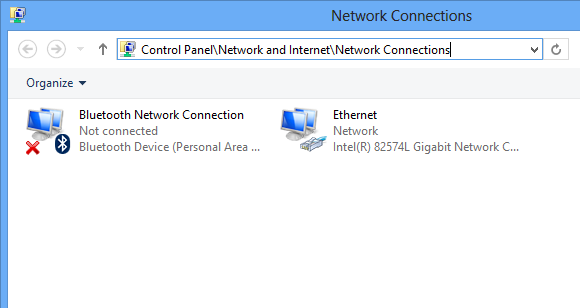 Network Connections
Control Panel\Network and Internet\Network Connections
Organize
Bluetooth Network Connection
Not connected
Bluetooth Device (Personal Area ...
Ethernet
Network
Intel(R) 82574L Gigabit Network C...